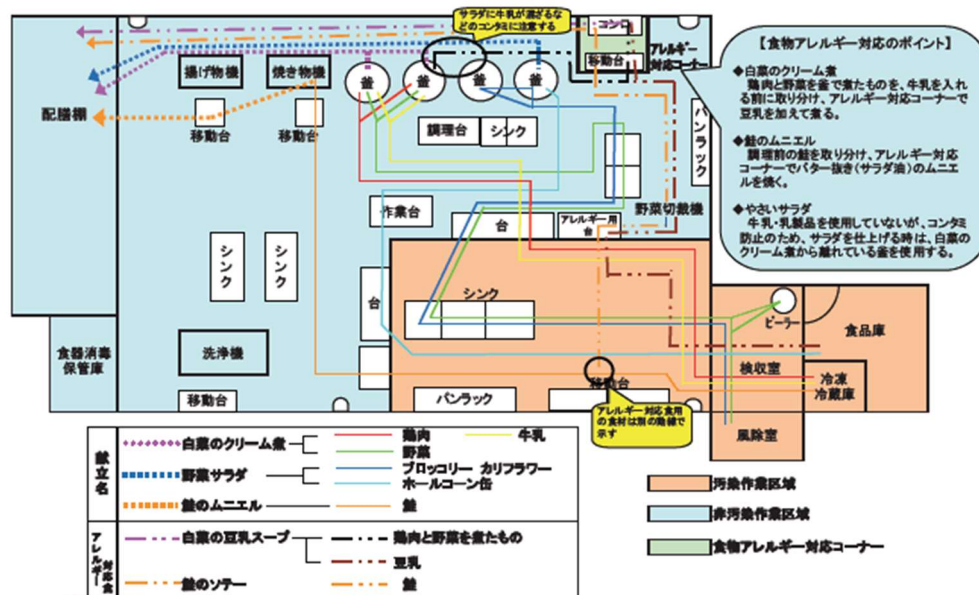 サラダに牛乳が混ざるな
どのコンタミに注意する
コンロ
移動台
アレルギー
対応コーナー
揚げ物機
焼き物機
釜
釜
釜
釜
配膳棚
移動台
移動台
調理台
シンク
パンラック
作業台
台
アレルギー用
台
野菜切裁機
シンク
シンク
台
シンク
ピーラー
食品庫
食器消毒
保管庫
洗浄機
移動台
パンラック
移動台
検収室
冷凍
冷蔵庫
風除室
アレルギー対応食用
の食材は別の動線で
示す
【食物アレルギー対応のポイント】
◆白菜のクリーム煮
鶏肉と野菜を釜で煮たものを、牛乳を入れ
る前に取り分け、アレルギー対応コーナーで
豆乳を加えて煮る。
◆鮭のムニエル
調理前の鮭を取り分け、アレルギー対応
コーナーでバター抜き(サラダ油)のムニエ
ルを焼く。
◆やさいサラダ
牛乳・乳製品を使用していないが、コンタミ
防止のため、サラダを仕上げる時は、白菜の
クリーム煮から離れている釜を使用する。
献立名
白菜のクリーム煮
鶏肉
牛乳
野菜
野菜サラダ
ブロッコリー カリフラワー
ホールコーン缶
鮭のムニエル
鮭
アレルギー対応食
白菜の豆乳スープ
鶏肉と野菜を煮たもの
豆乳
鮭のソテー
鮭
汚染作業区域
非汚染作業区域
食物アレルギー対応コーナー